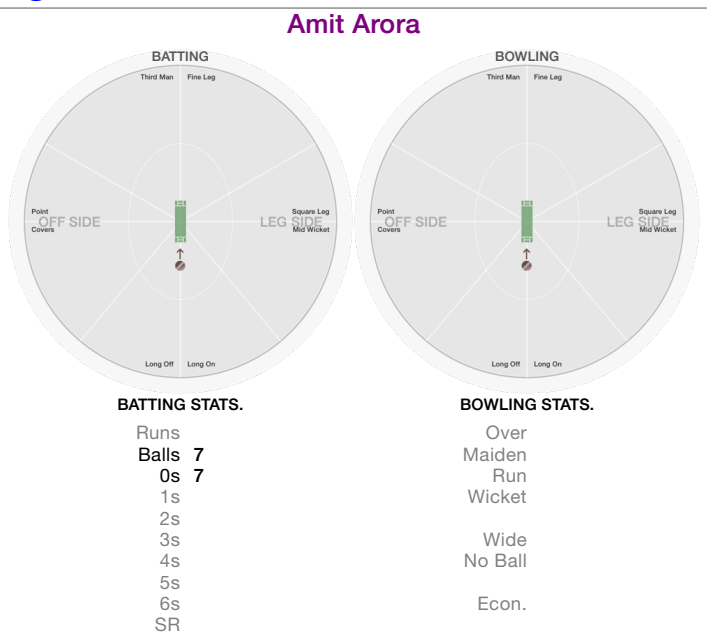 Amit Arora
BATTING
Third Man Fine Leg
Point Square Leg
OFF SIDE LEG SIDE
Covers Mid Wicket
Long Off Long On
BOWLING
Third Man Fine Leg
Point Square Leg
OFF SIDE LEG SIDE
Covers Mid Wicket
Long Off Long On
BATTING STATS.
Runs
Balls 7
0s 7
1s
2s
3s
4s
5s
6s
SR
BOWLING STATS.
Over
Maiden
Run
Wicket
Wide
No Ball
Econ.